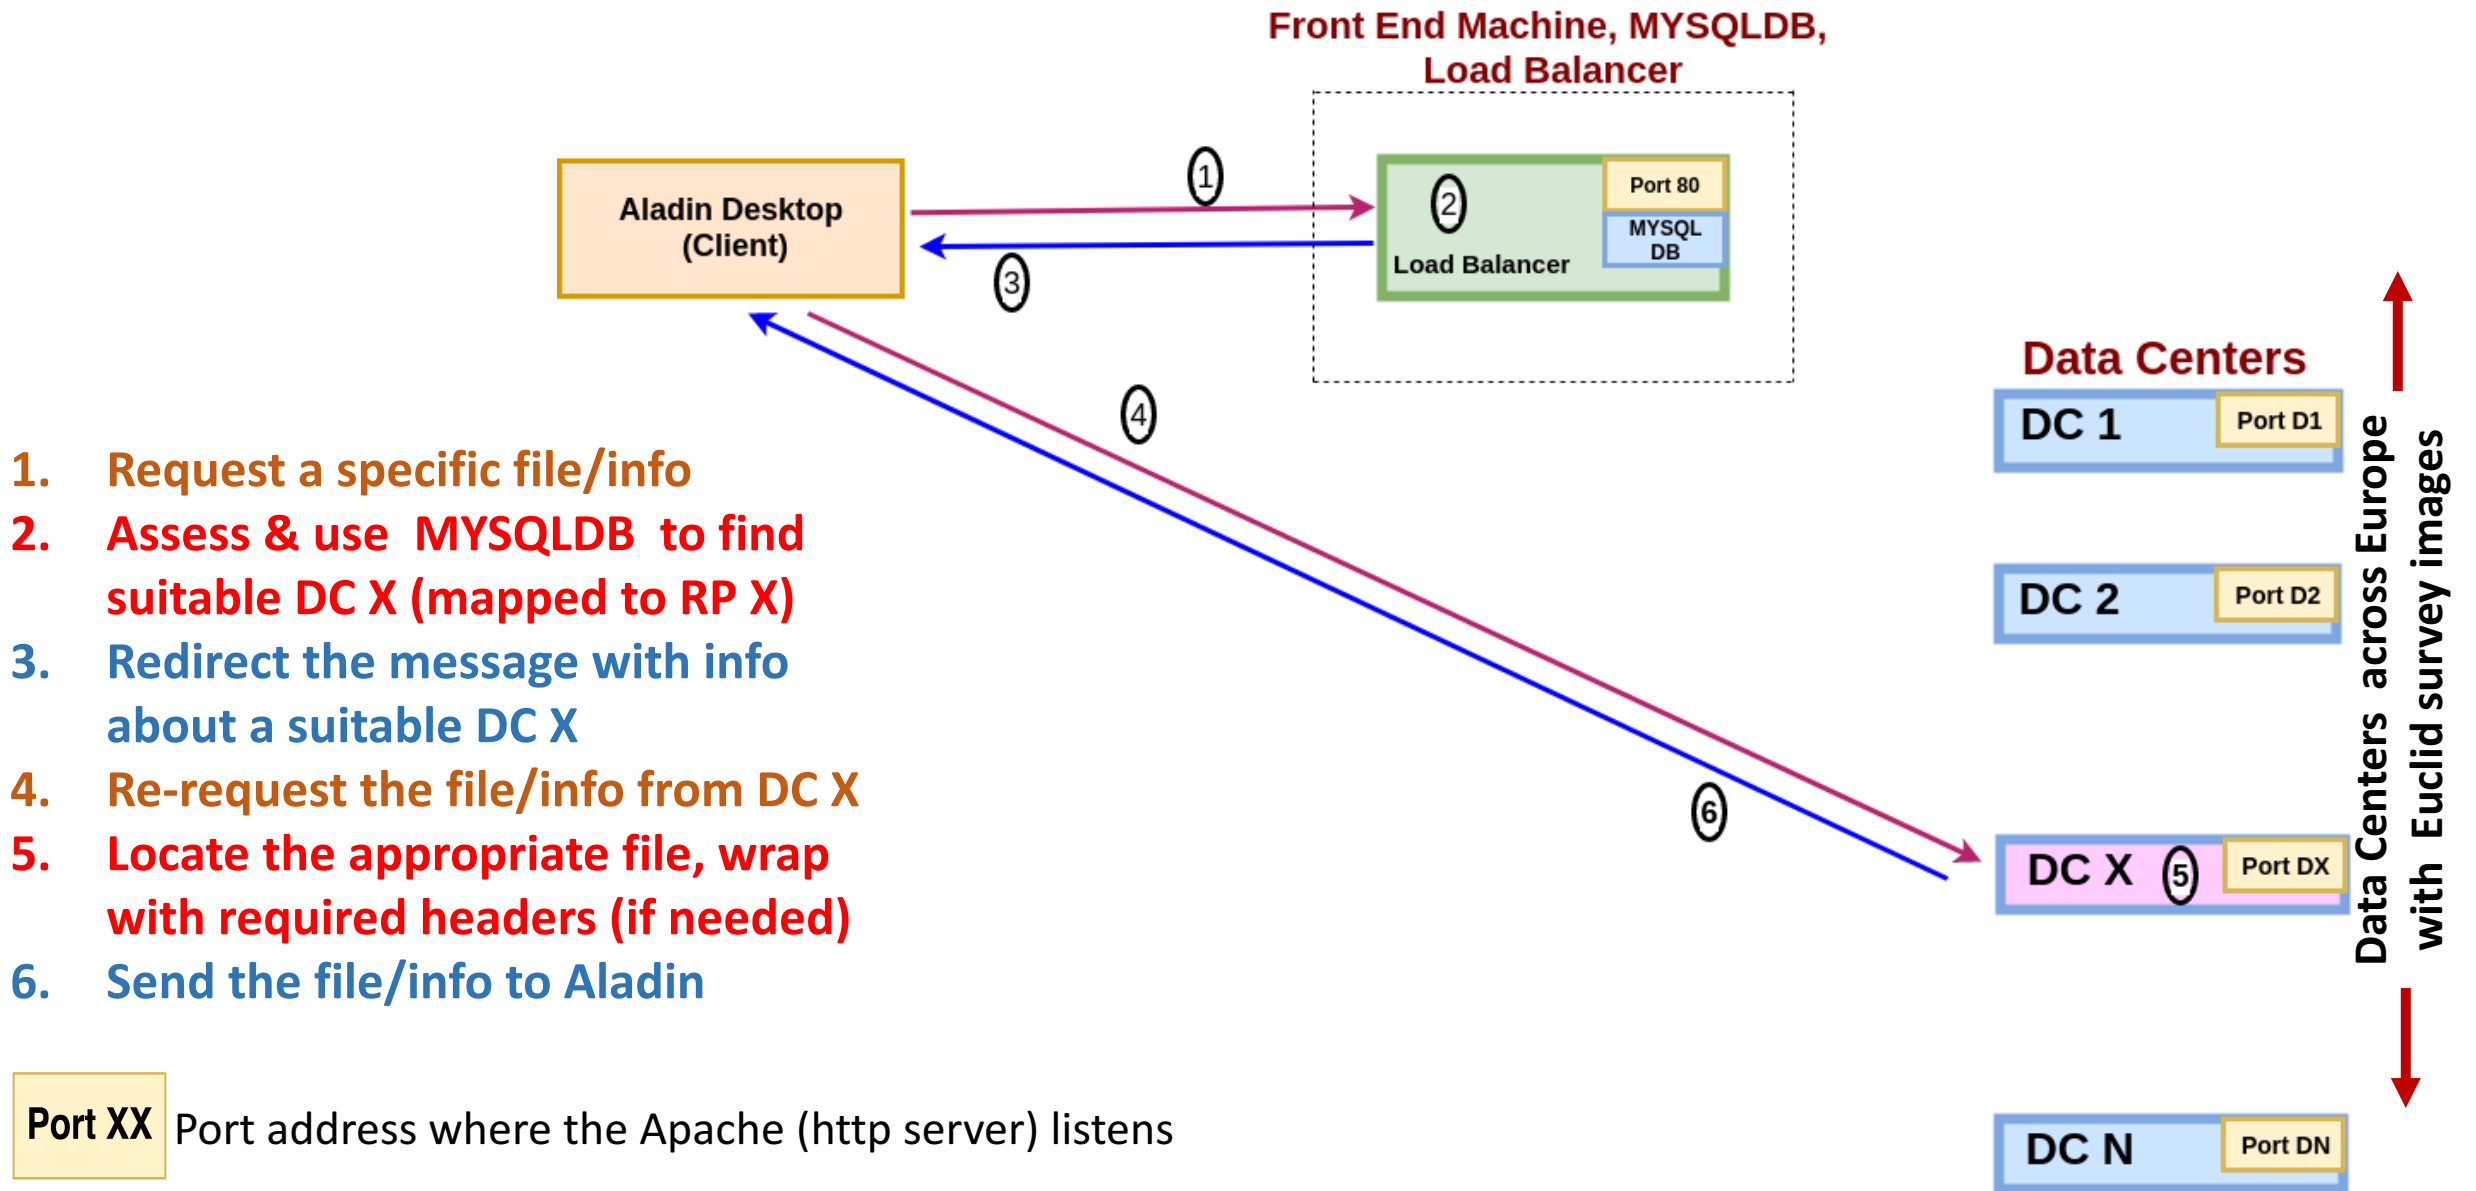 Front End Machine, MYSQLDB,
Load Balancer
Aladin Desktop
(Client)
1
2
Port 80
MYSQL
DB
Load Balancer
3
4
Data Centers
DC 1
Port D1
DC 2
Port D2
6
DC X
5
Port DX
DC N
Port DN
Data Centers  across Europe
with  Euclid survey images
1. Request a specific file/info
2. Assess & use  MYSQLDB  to find
suitable DC X (mapped to RP X)
3. Redirect the message with info
about a suitable DC X
4. Re-request the file/info from DC X
5. Locate the appropriate file, wrap
with required headers (if needed)
6. Send the file/info to Aladin
Port XX
Port address where the Apache (http server) listens